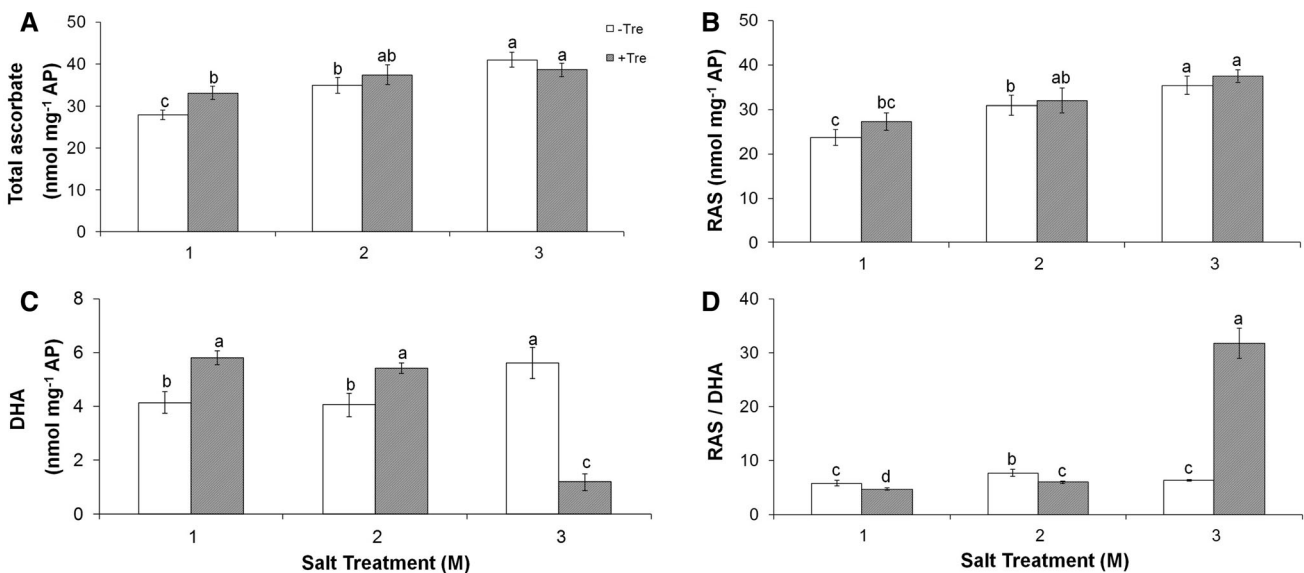 A
Total ascorbate
(nmol mg⁻¹ AP)
50
40
30
20
10
0
-Tre
+Tre
c
b
b
ab
a
a
1
2
3
B
RAS (nmol mg⁻¹ AP)
50
40
30
20
10
0
c
bc
b
ab
a
a
1
2
3
C
DHA
(nmol mg⁻¹ AP)
8
6
4
2
0
b
a
b
a
a
c
1
2
3
Salt Treatment (M)
D
RAS / DHA
40
30
20
10
0
c
d
b
c
c
a
1
2
3
Salt Treatment (M)